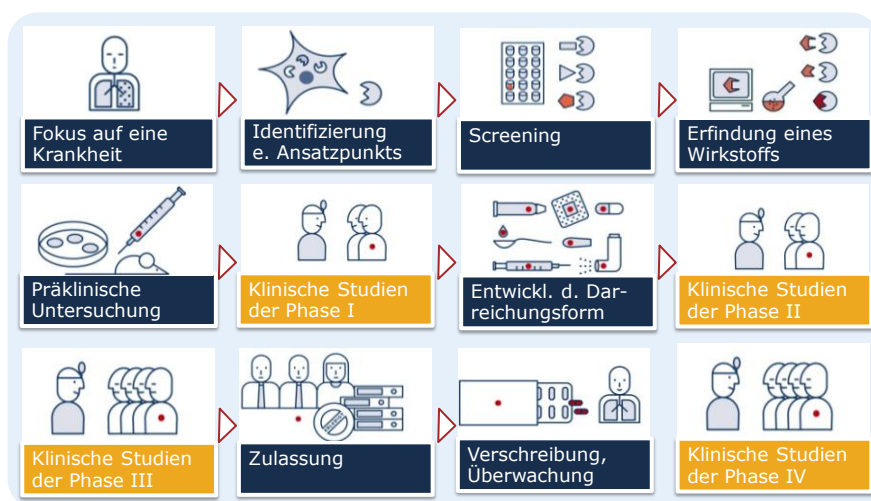 Fokus auf eine
Krankheit
Identifizierung
e. Ansatzpunkts
Screening
Erfindung eines
Wirkstoffs
Präklinische
Untersuchung
Klinische Studien
der Phase I
Entwickl. d. Dar-
reichungsform
Klinische Studien
der Phase II
Klinische Studien
der Phase III
Zulassung
Verschreibung,
Überwachung
Klinische Studien
der Phase IV